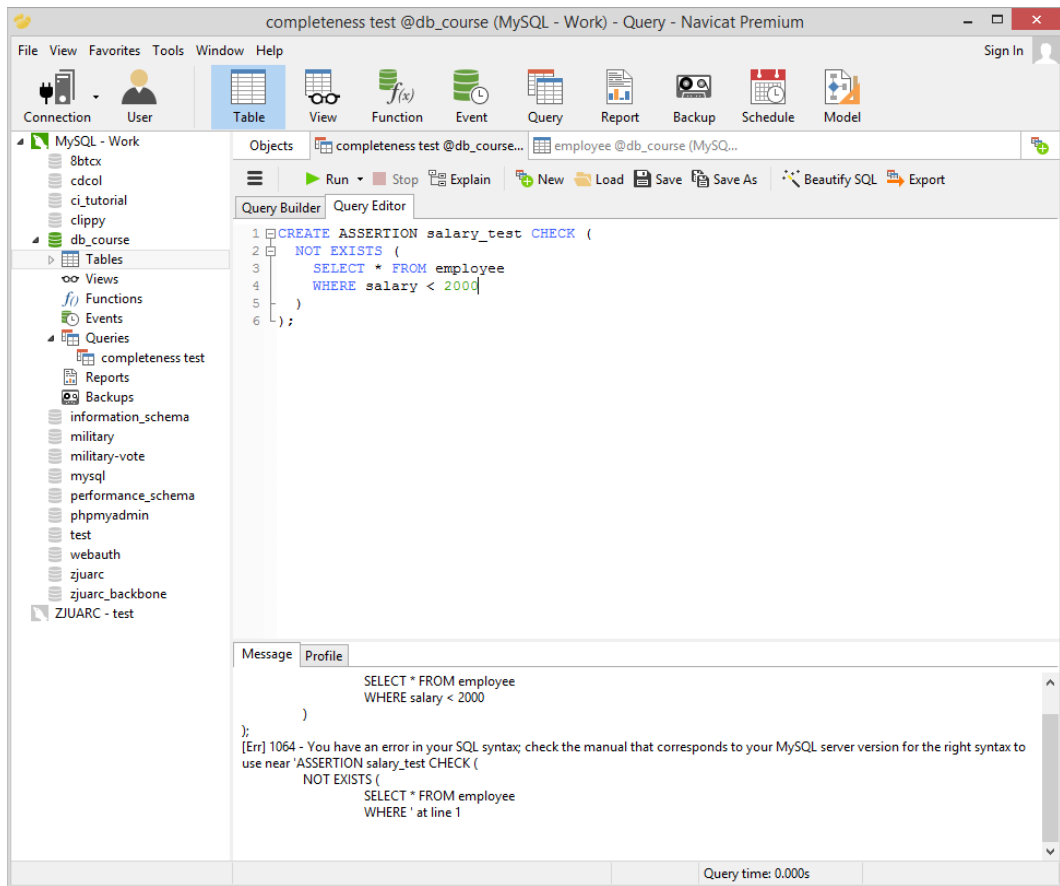 completeness test @db_course (MySQL - Work) - Query - Navicat Premium
File View Favorites Tools Window Help
Sign In
Connection User Table View Function Event Query Report Backup Schedule Model
MySQL - Work
8btcx
cdcol
ci_tutorial
clippy
db_course
Tables
Views
Functions
Events
Queries
completeness test
Reports
Backups
information_schema
military
military-vote
mysql
performance_schema
phpmyadmin
test
webauth
zjuarc
zjuarc_backbone
ZJUARC - test
Objects completeness test @db_course... employee @db_course (MySQ...
Run Stop Explain New Load Save Save As Beautify SQL Export
Query Builder Query Editor
1 CREATE ASSERTION salary_test CHECK (
2 NOT EXISTS (
3 SELECT * FROM employee
4 WHERE salary < 2000
5 )
6 );
Message Profile
SELECT * FROM employee
WHERE salary < 2000
)
);
[Err] 1064 - You have an error in your SQL syntax; check the manual that corresponds to your MySQL server version for the right syntax to
use near 'ASSERTION salary_test CHECK (
NOT EXISTS (
SELECT * FROM employee
WHERE ' at line 1
Query time: 0.000s